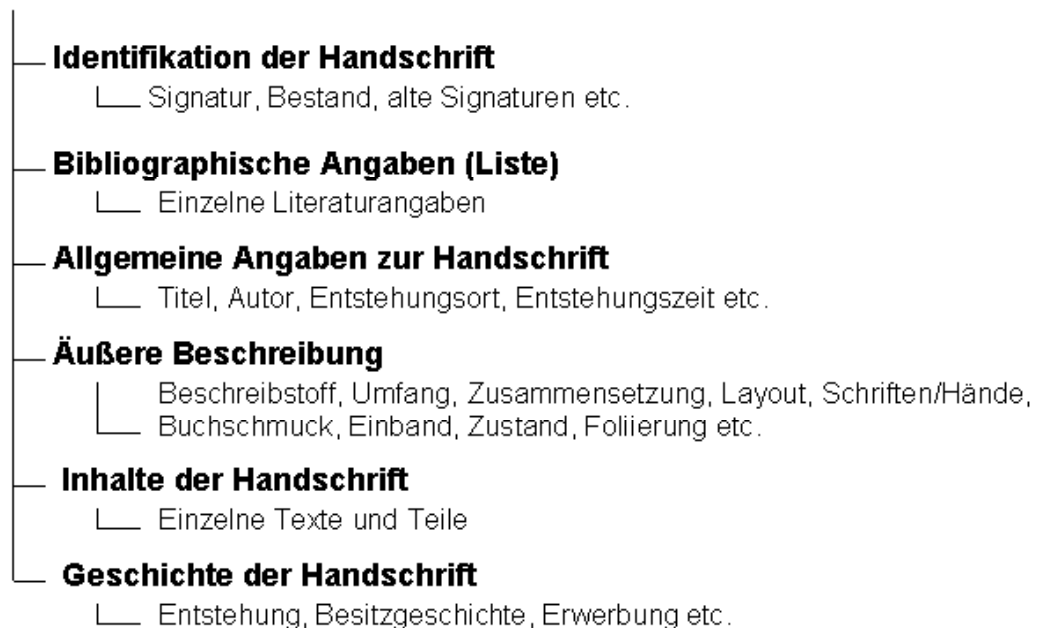 Identifikation der Handschrift
Signatur, Bestand, alte Signaturen etc.
Bibliographische Angaben (Liste)
Einzelne Literaturangaben
Allgemeine Angaben zur Handschrift
Titel, Autor, Entstehungsort, Entstehungszeit etc.
Äußere Beschreibung
Beschreibstoff, Umfang, Zusammensetzung, Layout, Schriften/Hände,
Buchschmuck, Einband, Zustand, Foliierung etc.
Inhalte der Handschrift
Einzelne Texte und Teile
Geschichte der Handschrift
Entstehung, Besitzgeschichte, Erwerbung etc.